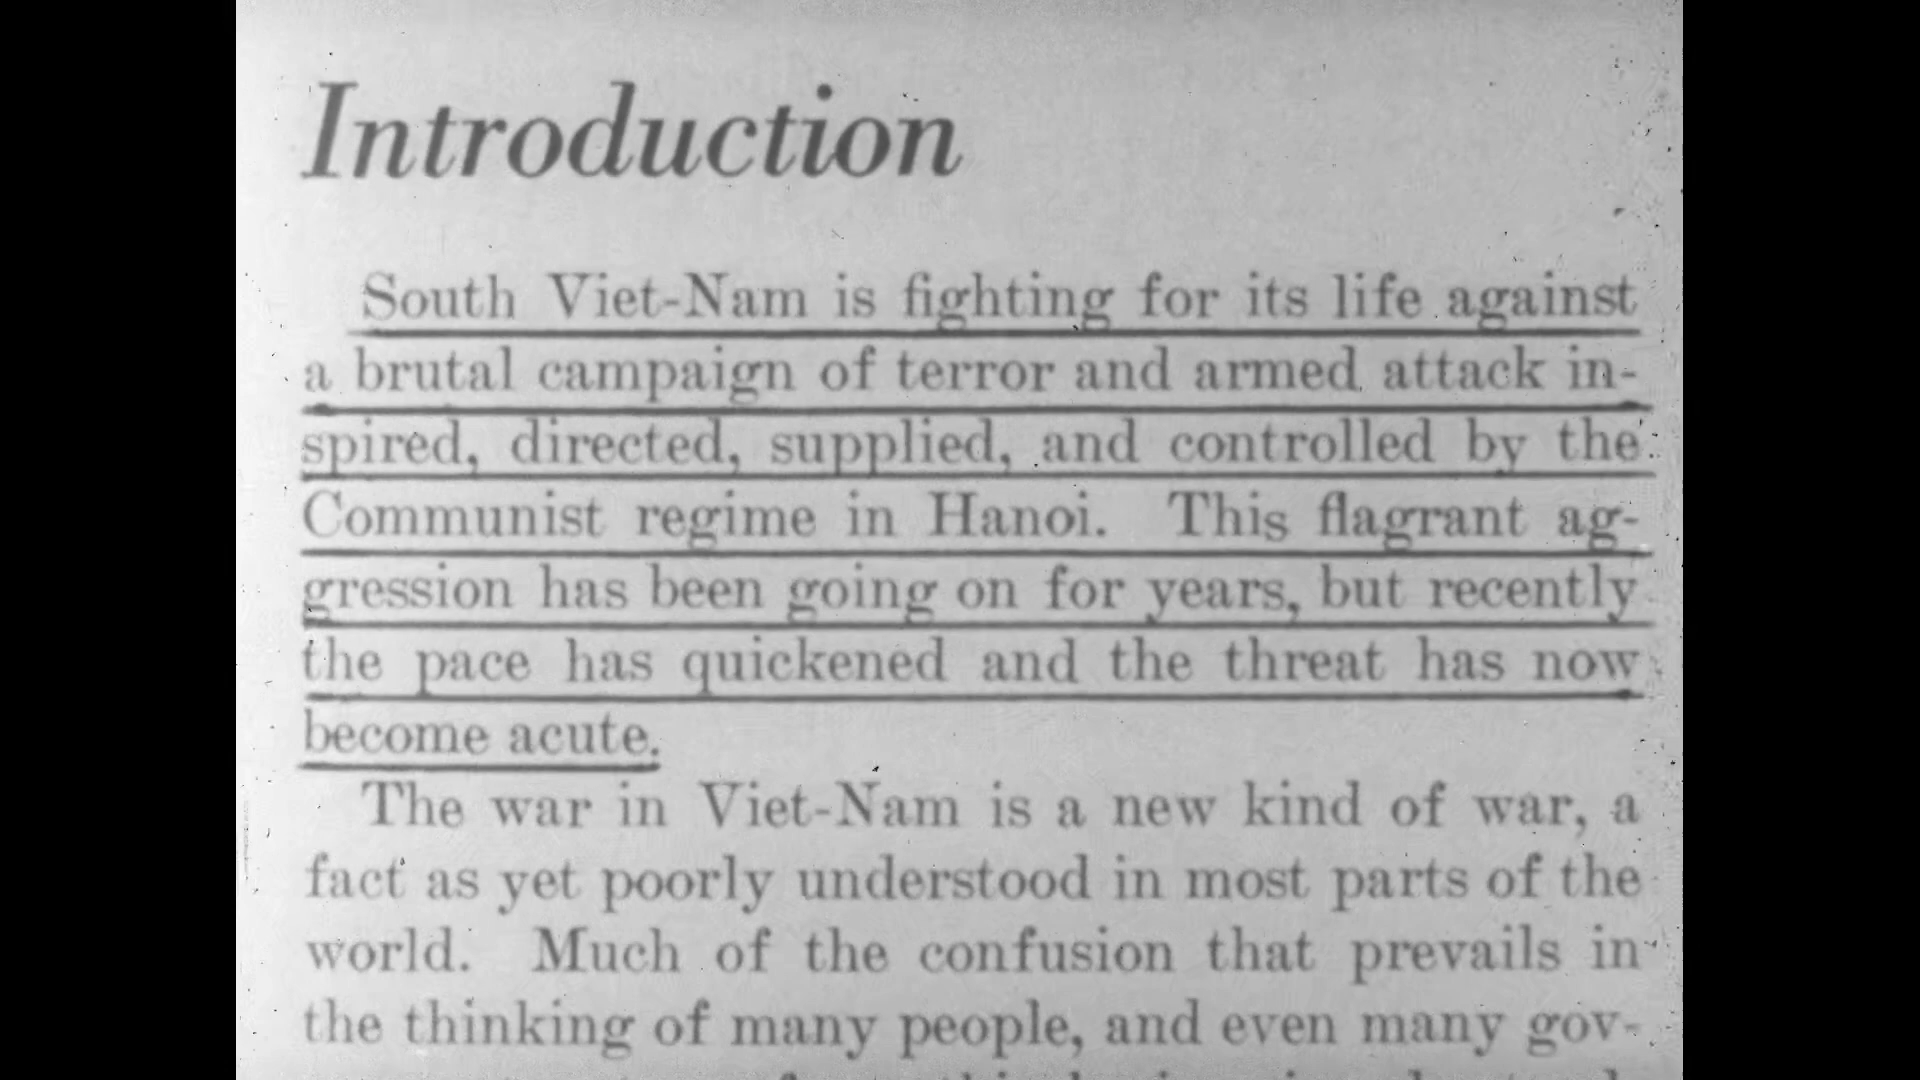 Introduction
South Viet-Nam is fighting for its life against
a brutal campaign of terror and armed attack in-
spired, directed, supplied, and controlled by the
Communist regime in Hanoi. This flagrant ag-
gression has been going on for years, but recently
the pace has quickened and the threat has now
become acute.
The war in Viet-Nam is a new kind of war, a
fact as yet poorly understood in most parts of the
world. Much of the confusion that prevails in
the thinking of many people, and even many gov-